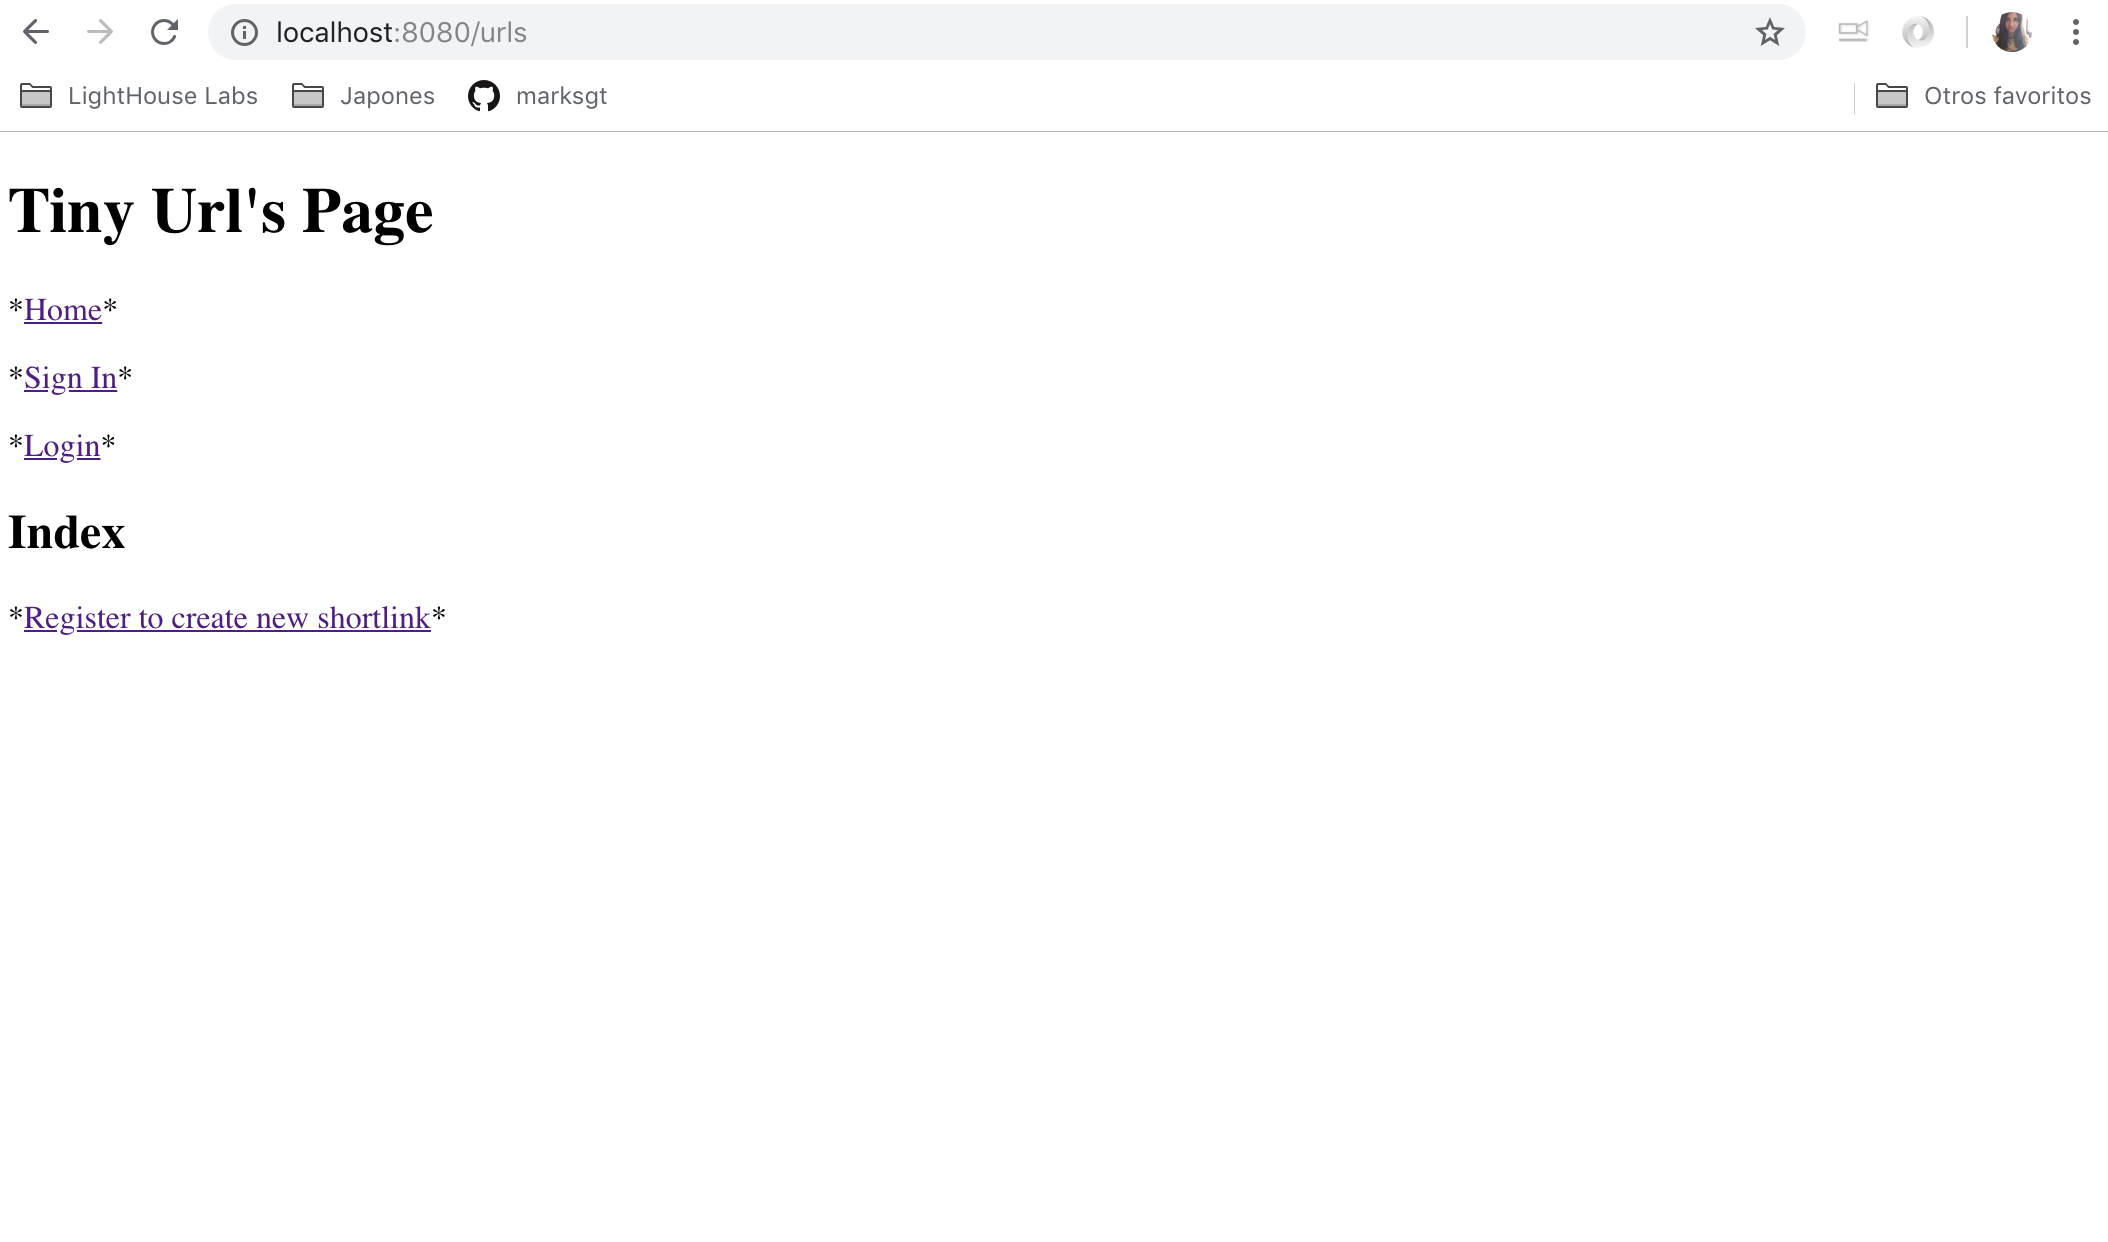 localhost:8080/urls
LightHouse Labs Japones marksgt Otros favoritos
Tiny Url's Page
*Home*
*Sign In*
*Login*
Index
*Register to create new shortlink*